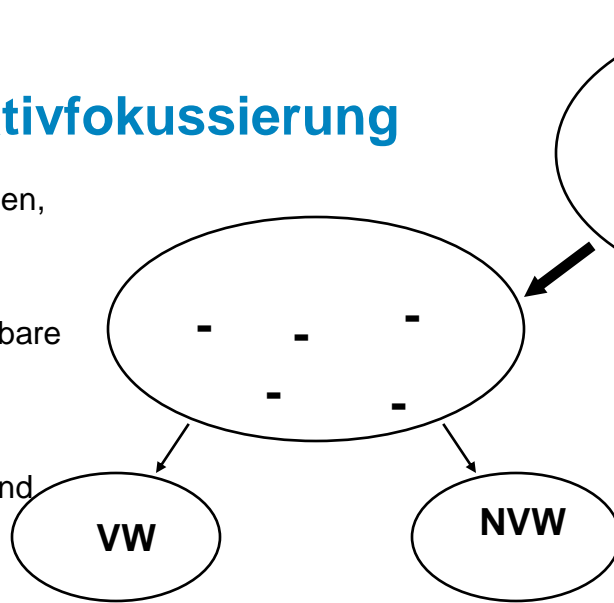 tivfokussierung
en,
bare
- - -
- -
nd
VW NVW